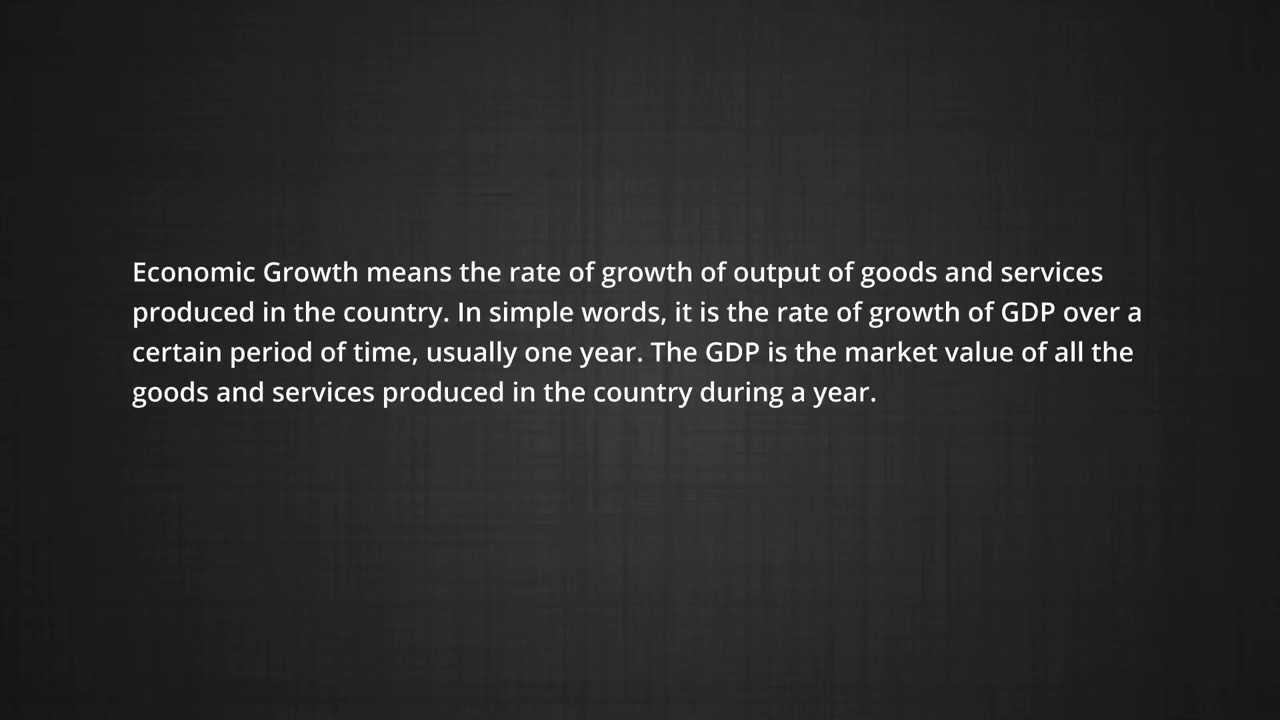 Economic Growth means the rate of growth of output of goods and services
produced in the country. In simple words, it is the rate of growth of GDP over a
certain period of time, usually one year. The GDP is the market value of all the
goods and services produced in the country during a year.